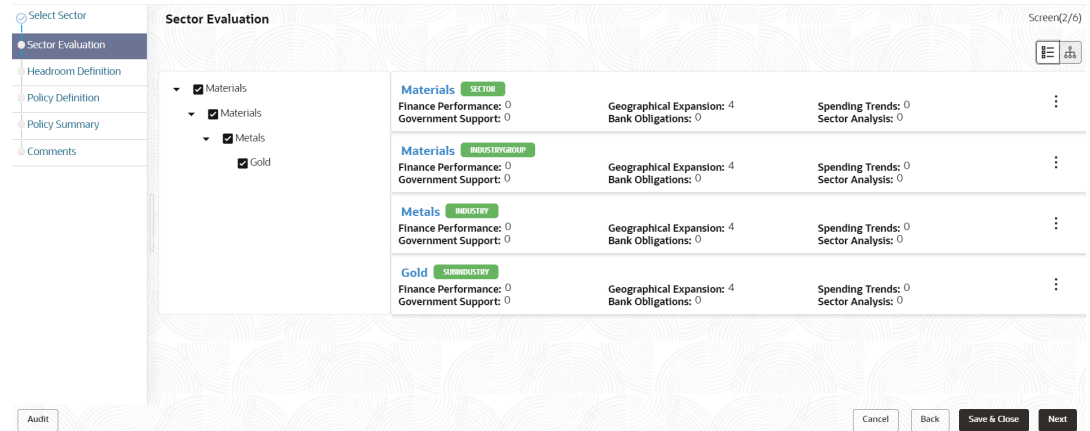 Select Sector
Sector Evaluation
Headroom Definition
Policy Definition
Policy Summary
Comments
Sector Evaluation
Screen(2/6)
Materials
Materials
Metals
Gold
Materials SECTOR
Finance Performance: 0 Geographical Expansion: 4 Spending Trends: 0
Government Support: 0 Bank Obligations: 0 Sector Analysis: 0
Materials INDUSTRYGROUP
Finance Performance: 0 Geographical Expansion: 4 Spending Trends: 0
Government Support: 0 Bank Obligations: 0 Sector Analysis: 0
Metals INDUSTRY
Finance Performance: 0 Geographical Expansion: 4 Spending Trends: 0
Government Support: 0 Bank Obligations: 0 Sector Analysis: 0
Gold SUBINDUSTRY
Finance Performance: 0 Geographical Expansion: 4 Spending Trends: 0
Government Support: 0 Bank Obligations: 0 Sector Analysis: 0
Audit Cancel Back Save & Close Next